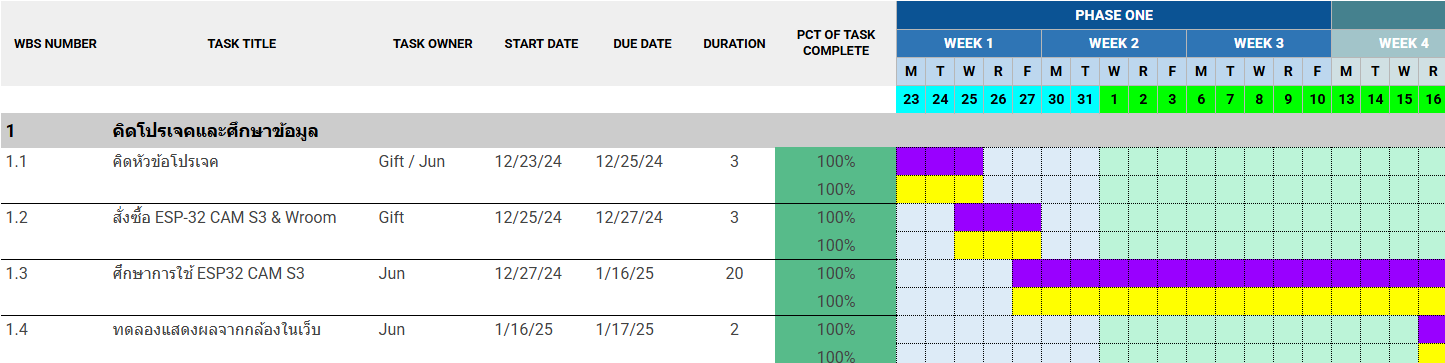 PHASE ONE
WBS NUMBER TASK TITLE TASK OWNER START DATE DUE DATE DURATION PCT OF TASK COMPLETE
WEEK 1 WEEK 2 WEEK 3 WEEK 4
M T W R F M T W R F M T W R F M T W R
23 24 25 26 27 30 31 1 2 3 6 7 8 9 10 13 14 15 16
1 คิดโปรเจคและศึกษาข้อมูล
1.1 คิดหัวข้อโปรเจค Gift / Jun 12/23/24 12/25/24 3 100%
100%
1.2 สั่งซื้อ ESP-32 CAM S3 & Wroom Gift 12/25/24 12/27/24 3 100%
100%
1.3 ศึกษาการใช้ ESP32 CAM S3 Jun 12/27/24 1/16/25 20 100%
100%
1.4 ทดลองแสดงผลจากกล้องในเว็บ Jun 1/16/25 1/17/25 2 100%
100%